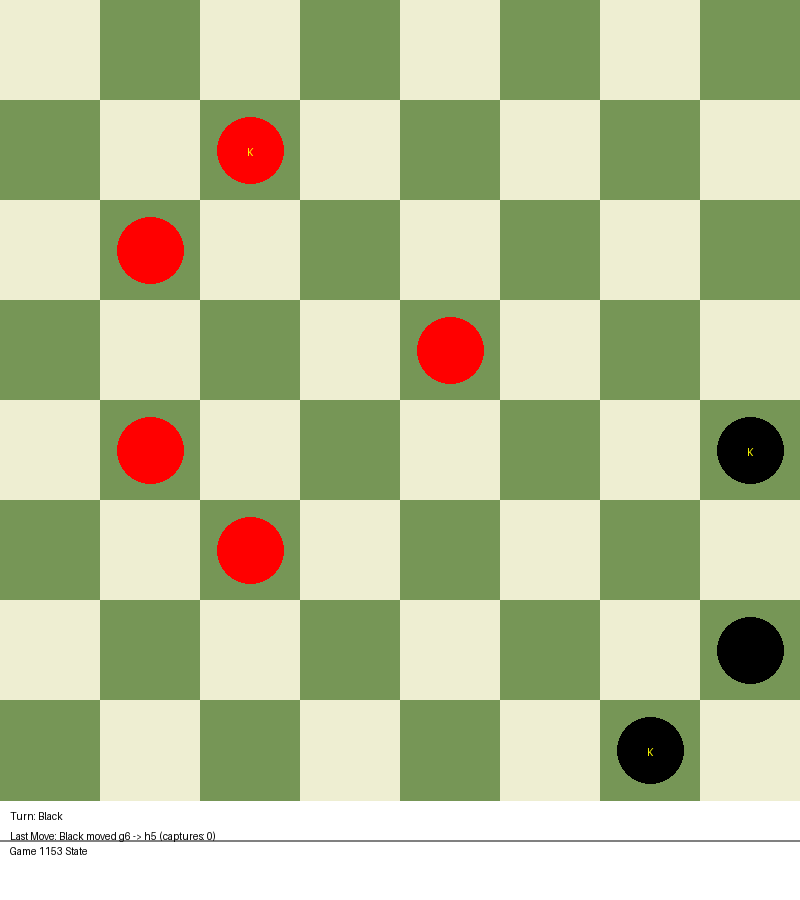 K
K
K
Turn: Black
Last Move: Black moved g6 -> h5 (captures: 0)
Game 1153 State